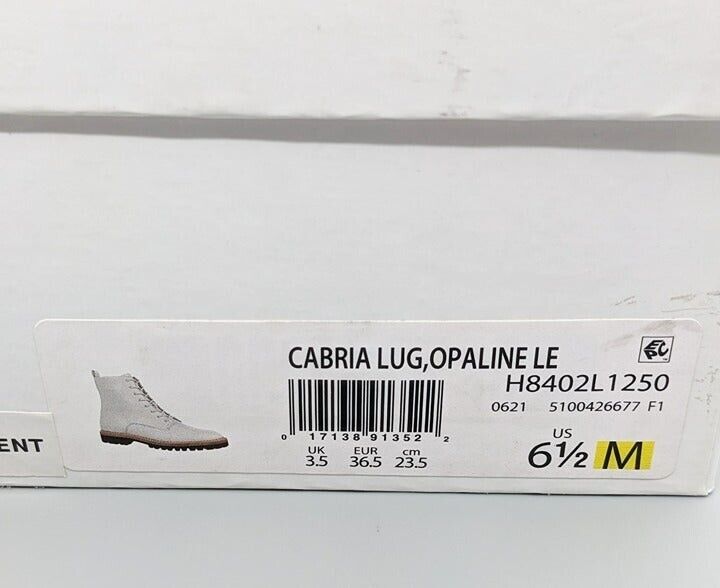 CABRIA LUG,OPALINE LE
EPC
H8402L1250
0621 5100426677 F1
0 17138 91352 2
UK EUR cm
3.5 36.5 23.5
US
6½ M
ENT